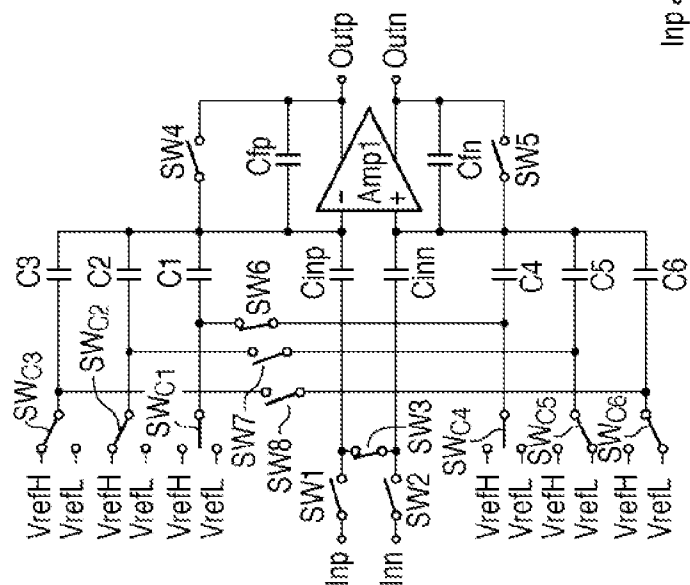 VrefH
VrefL
VrefH
VrefL
VrefH
VrefL
SWC3
SWC2
SWC1
C3
C2
C1
SW4
Cfp
SW6
SW7
SW8
Inp
SW1
Cinp
Outp
SW3
Amp1
-
+
Inn
SW2
Cinn
Outn
Cfn
SW5
VrefH
VrefL
VrefH
VrefL
VrefH
VrefL
SWC4
SWC5
SWC6
C4
C5
C6
Inp